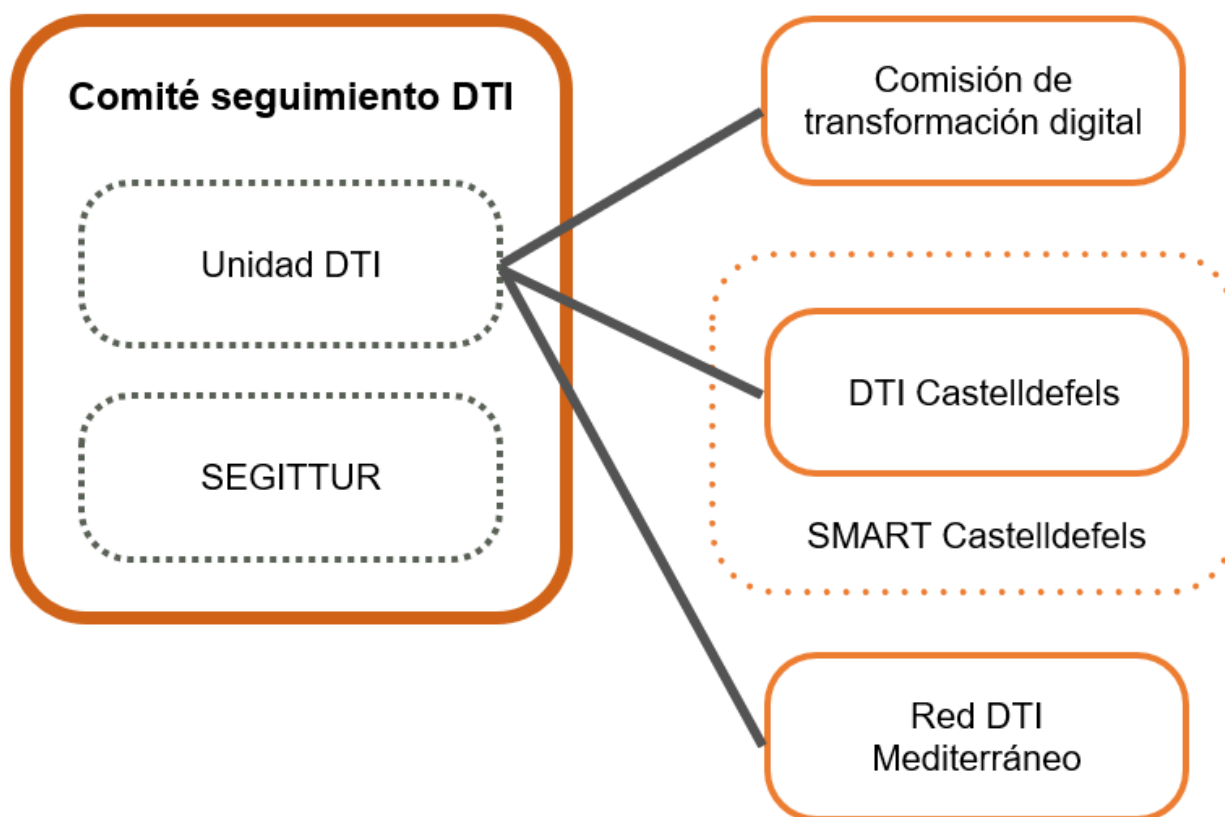 Comité seguimiento DTI
Unidad DTI
SEGITTUR
Comisión de
transformación digital
DTI Castelldefels
SMART Castelldefels
Red DTI
Mediterráneo